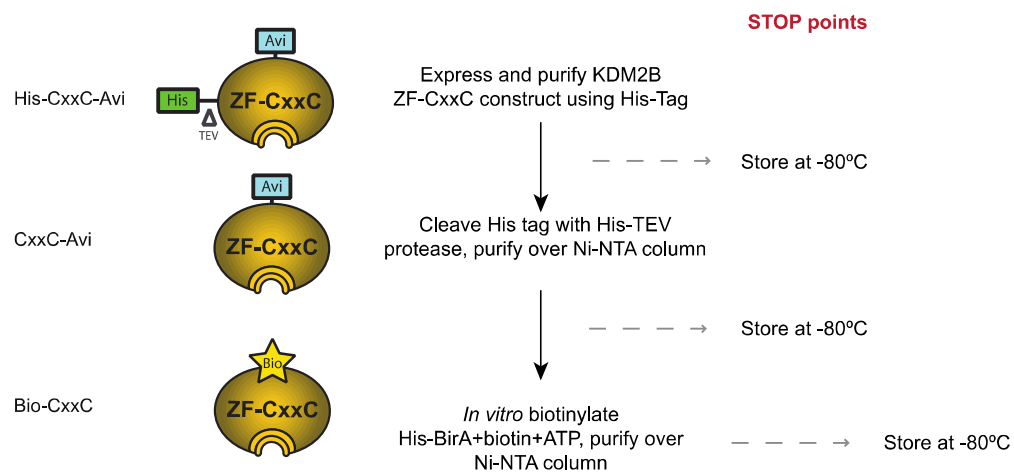 STOP points
Avi
His-CxxC-Avi
His
ZF-CxxC
TEV
Express and purify KDM2B
ZF-CxxC construct using His-Tag
Store at -80ºC
Avi
CxxC-Avi
ZF-CxxC
Cleave His tag with His-TEV
protease, purify over Ni-NTA column
Store at -80ºC
Bio
Bio-CxxC
ZF-CxxC
In vitro biotinylate
His-BirA+biotin+ATP, purify over
Ni-NTA column
Store at -80ºC